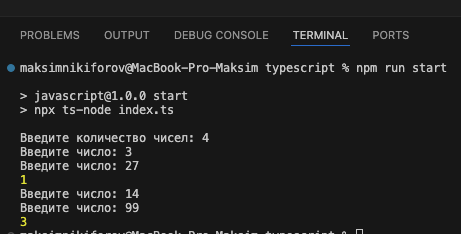 PROBLEMS OUTPUT DEBUG CONSOLE TERMINAL PORTS
maksimnikiforov@MacBook-Pro-Maksim typescript % npm run start
> javascript@1.0.0 start
> npx ts-node index.ts
Введите количество чисел: 4
Введите число: 3
Введите число: 27
1
Введите число: 14
Введите число: 99
3
maksimnikiforov@MacBook-Pro-Maksim typescript %